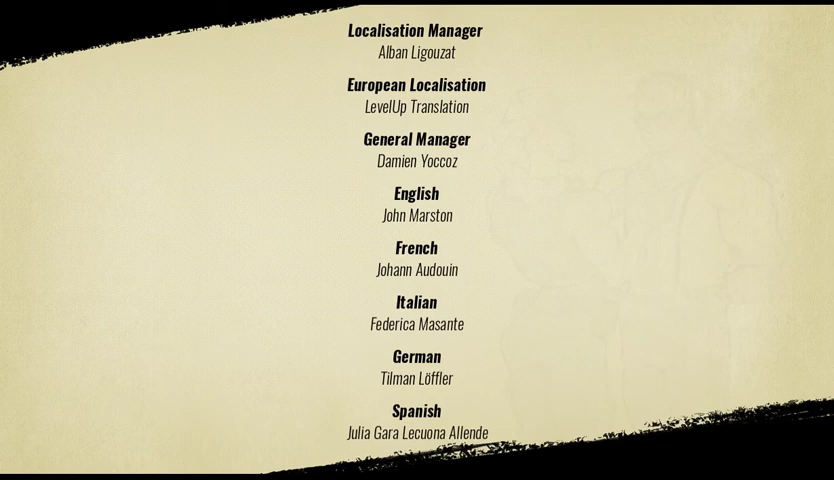 Localisation Manager
Alban Ligouzat
European Localisation
LevelUp Translation
General Manager
Damien Yoccoz
English
John Marston
French
Johann Audouin
Italian
Federica Masante
German
Tilman Löffler
Spanish
Julia Gara Lecuona Allende